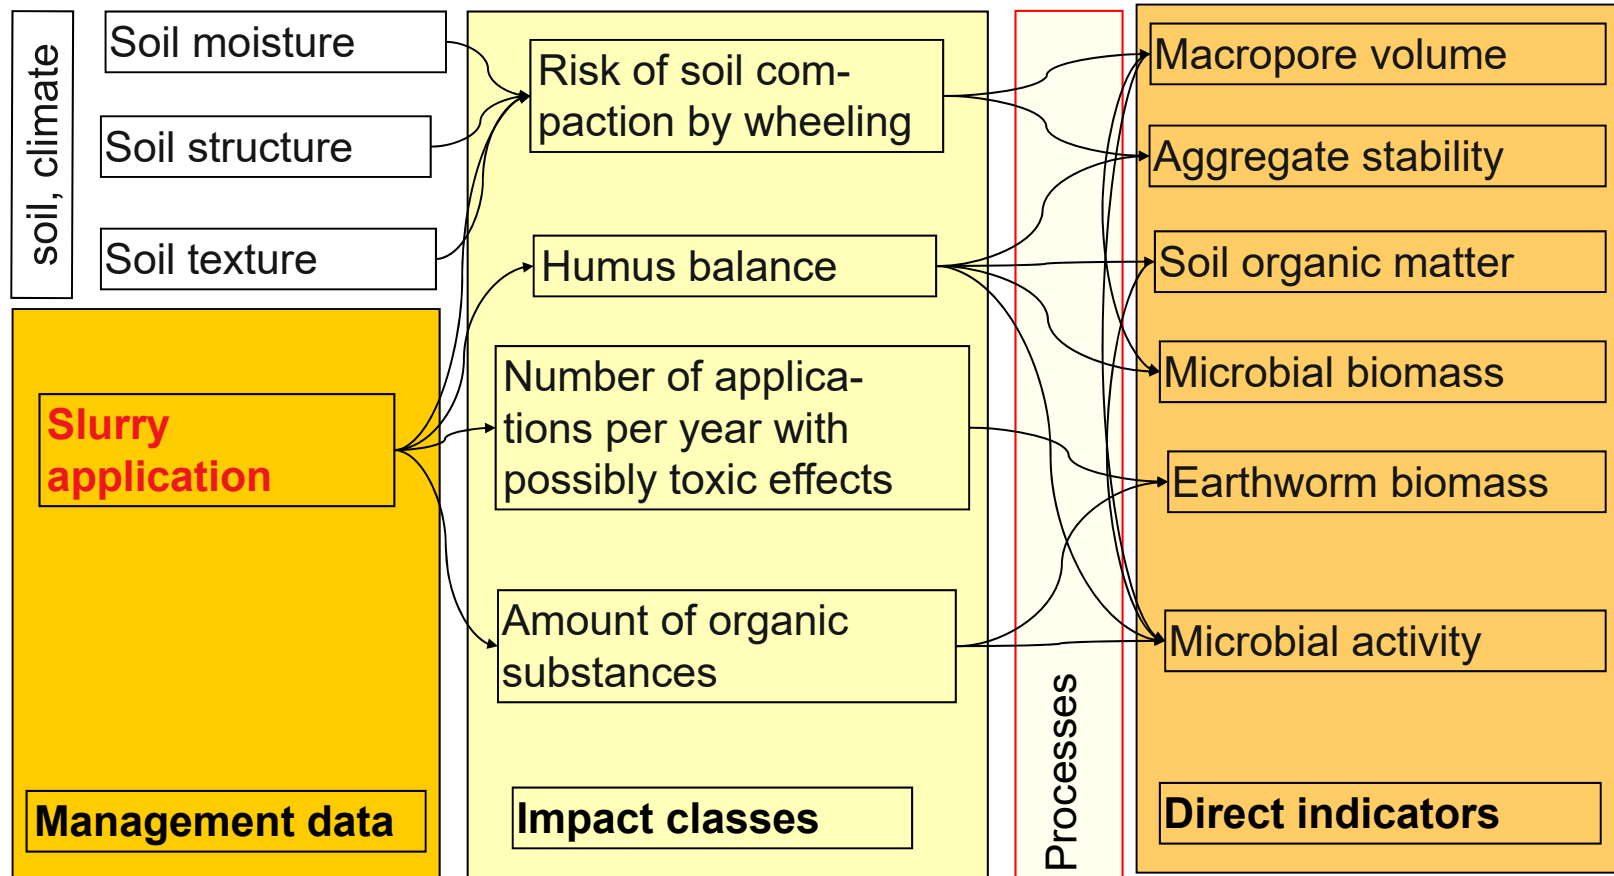 soil, climate
Soil moisture
Soil structure
Soil texture
Slurry
application
Management data
Risk of soil com-
paction by wheeling
Humus balance
Number of applica-
tions per year with
possibly toxic effects
Amount of organic
substances
Impact classes
Processes
Macropore volume
Aggregate stability
Soil organic matter
Microbial biomass
Earthworm biomass
Microbial activity
Direct indicators